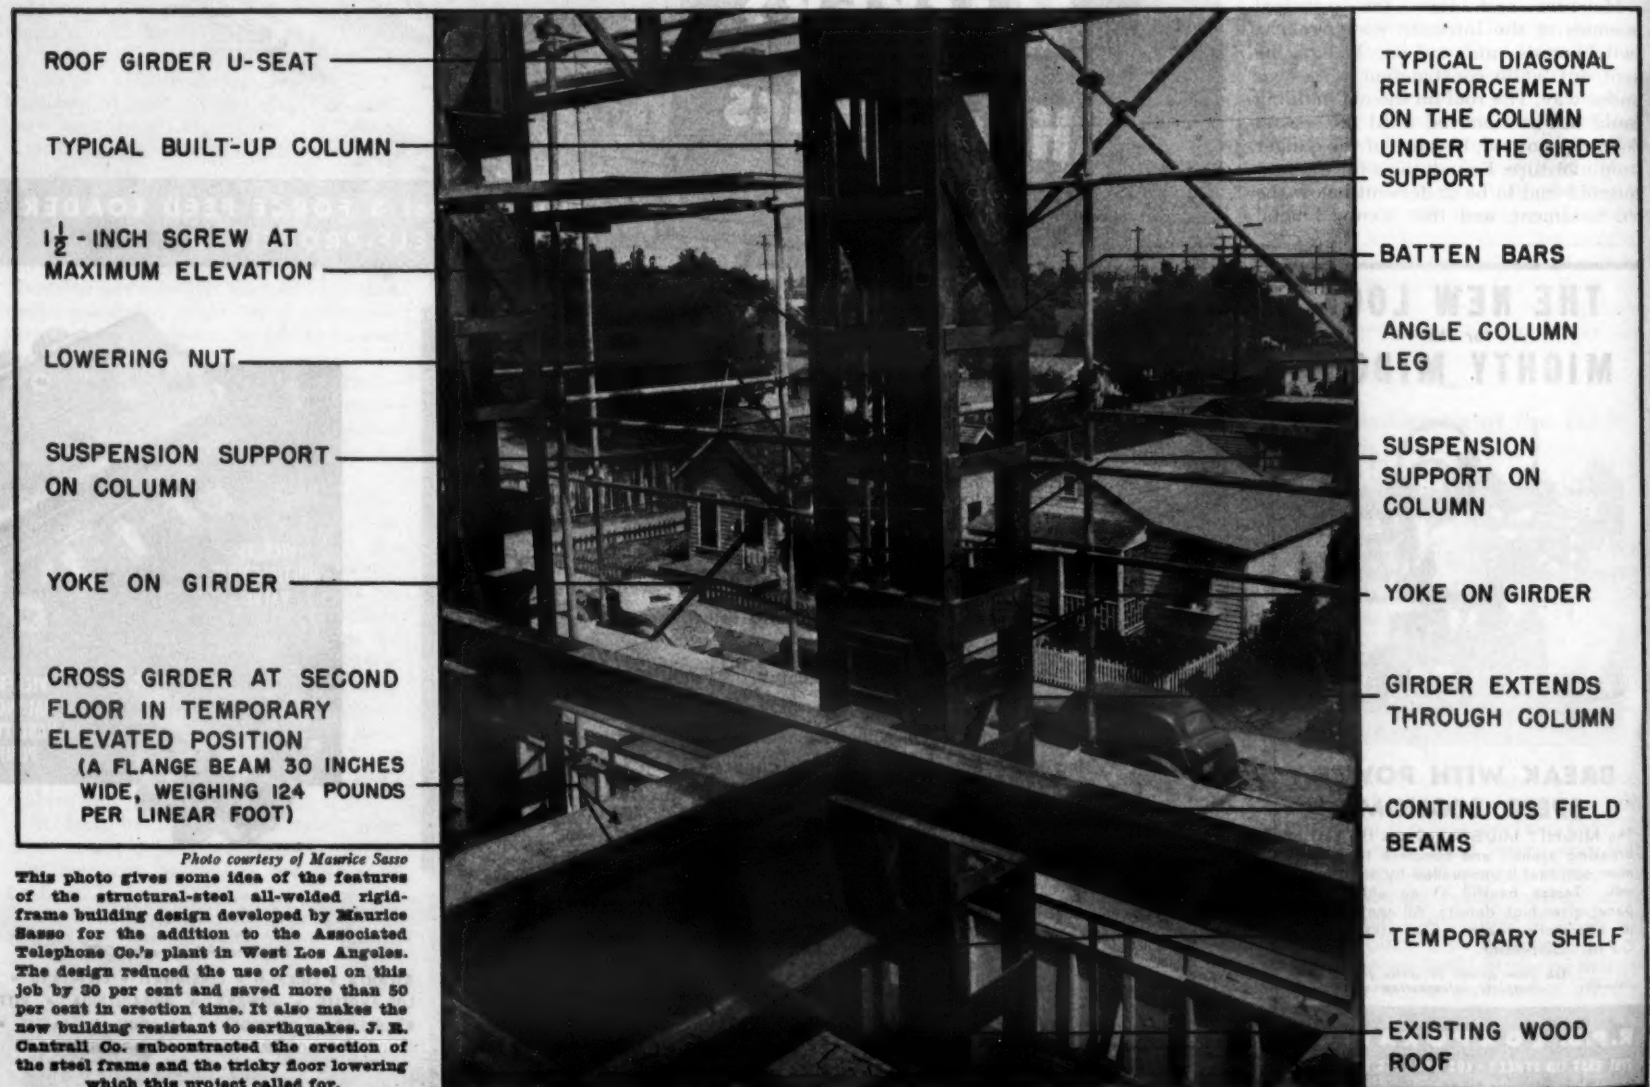 ROOF GIRDER U-SEAT
TYPICAL BUILT-UP COLUMN
1½-INCH SCREW AT
MAXIMUM ELEVATION
LOWERING NUT
SUSPENSION SUPPORT
ON COLUMN
YOKE ON GIRDER
CROSS GIRDER AT SECOND
FLOOR IN TEMPORARY
ELEVATED POSITION
(A FLANGE BEAM 30 INCHES
WIDE, WEIGHING 124 POUNDS
PER LINEAR FOOT)
TYPICAL DIAGONAL
REINFORCEMENT
ON THE COLUMN
UNDER THE GIRDER
SUPPORT
BATTEN BARS
ANGLE COLUMN
LEG
SUSPENSION
SUPPORT ON
COLUMN
YOKE ON GIRDER
GIRDER EXTENDS
THROUGH COLUMN
CONTINUOUS FIELD
BEAMS
TEMPORARY SHELF
EXISTING WOOD
ROOF
Photo courtesy of Maurice Sasso
This photo gives some idea of the features
of the structural-steel all-welded rigid-
frame building design developed by Maurice
Sasso for the addition to the Associated
Telephone Co.'s plant in West Los Angeles.
The design reduced the use of steel on this
job by 30 per cent and saved more than 50
per cent in erection time. It also makes the
new building resistant to earthquakes. J. R.
Cantrall Co. subcontracted the erection of
the steel frame and the tricky floor lowering
which this project called for.